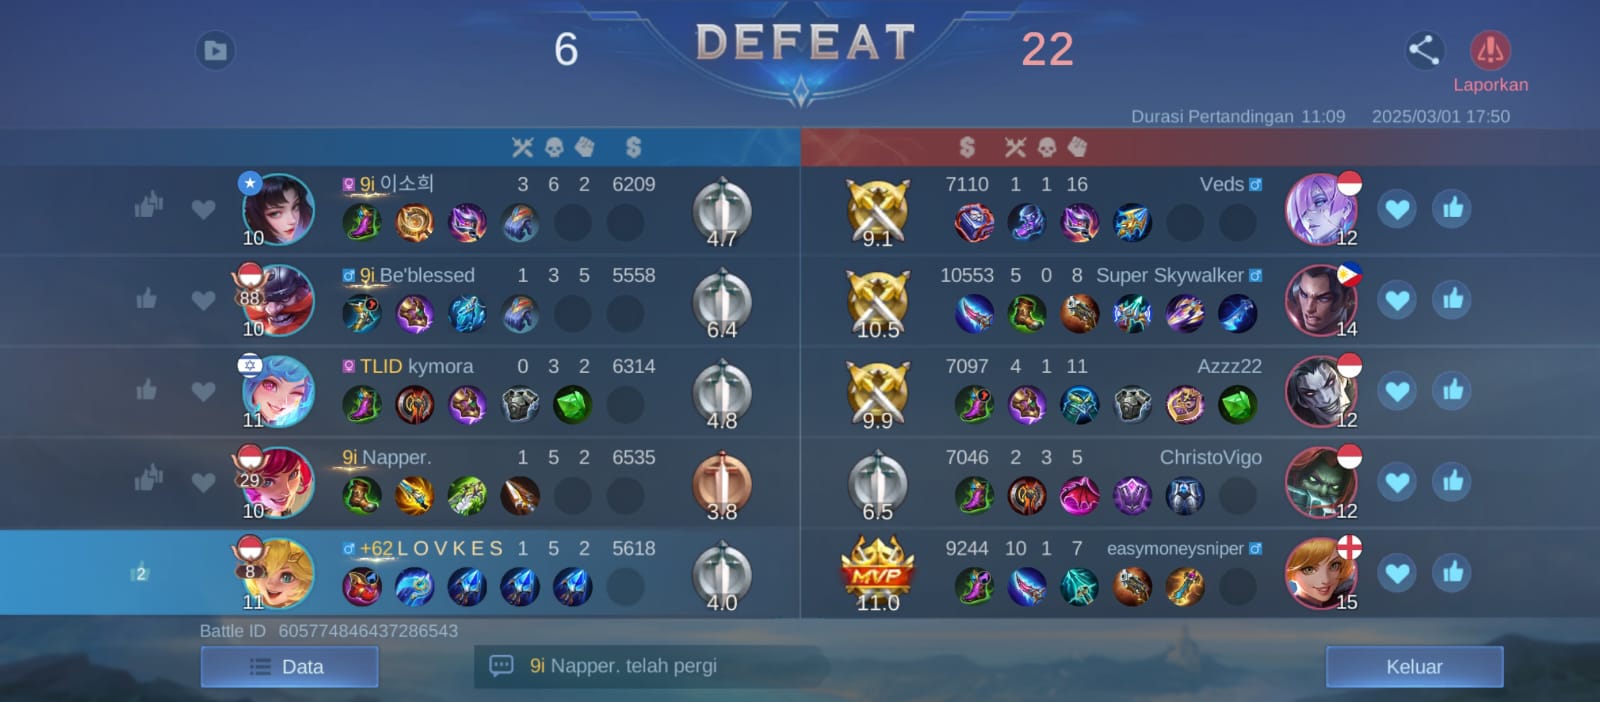 6 DEFEAT 22
Laporkan
Durasi Pertandingan 11:09 2025/03/01 17:50
9i 이소희 3 6 2 6209
10 4.7
9.1 7110 1 1 16 Veds
12
88 9i Be'blessed 1 3 5 5558
10 6.4
10.5 10553 5 0 8 Super Skywalker
14
TLID kymora 0 3 2 6314
11 4.8
9.9 7097 4 1 11 Azzz22
12
29 9i Napper. 1 5 2 6535
10 3.8
6.5 7046 2 3 5 ChristoVigo
12
2 8 +62 L O V K E S 1 5 2 5618
11 4.0
MVP 11.0 9244 10 1 7 easymoneysniper
15
Battle ID 605774846437286543
Data
9i Napper. telah pergi
Keluar